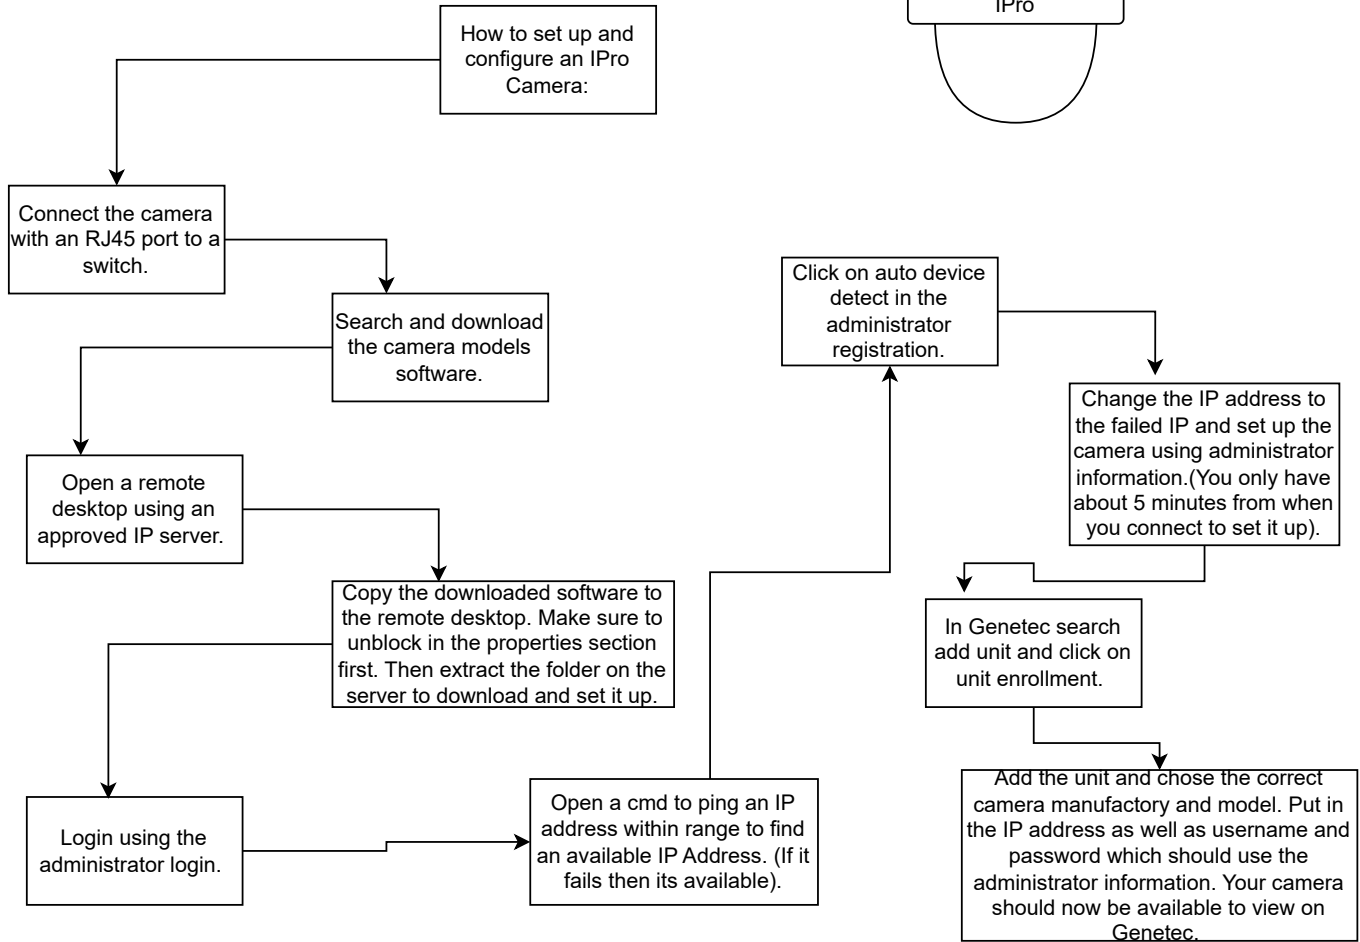 How to set up and
configure an IPro
Camera:
IPro
Connect the camera
with an RJ45 port to a
switch.
Search and download
the camera models
software.
Open a remote
desktop using an
approved IP server.
Copy the downloaded software to
the remote desktop. Make sure to
unblock in the properties section
first. Then extract the folder on the
server to download and set it up.
Login using the
administrator login.
Open a cmd to ping an IP
address within range to find
an available IP Address. (If it
fails then its available).
Click on auto device
detect in the
administrator
registration.
Change the IP address to
the failed IP and set up the
camera using administrator
information.(You only have
about 5 minutes from when
you connect to set it up).
In Genetec search
add unit and click on
unit enrollment.
Add the unit and chose the correct
camera manufactory and model. Put in
the IP address as well as username and
password which should use the
administrator information. Your camera
should now be available to view on
Genetec.